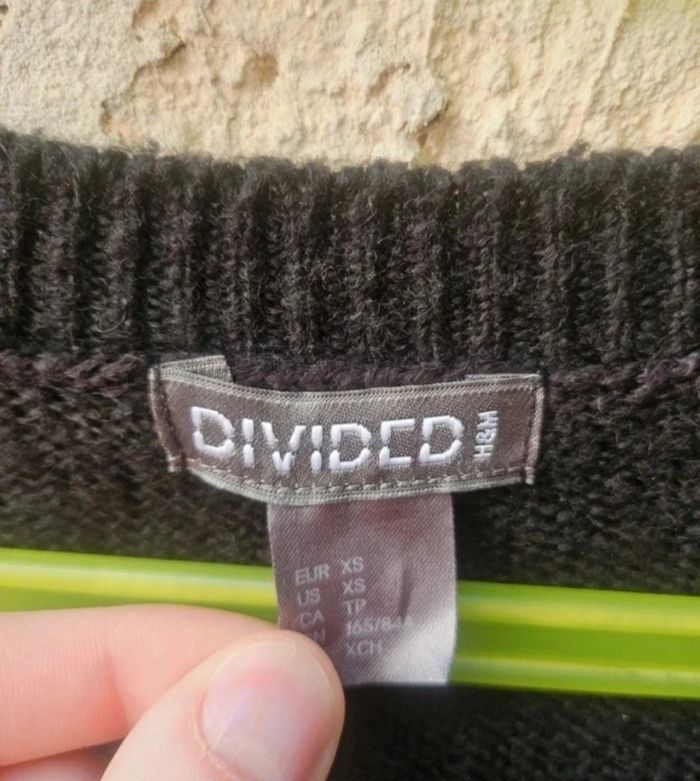 DIVIDED
H&M
EUR XS
US XS
CA TP
165/84A
XCH